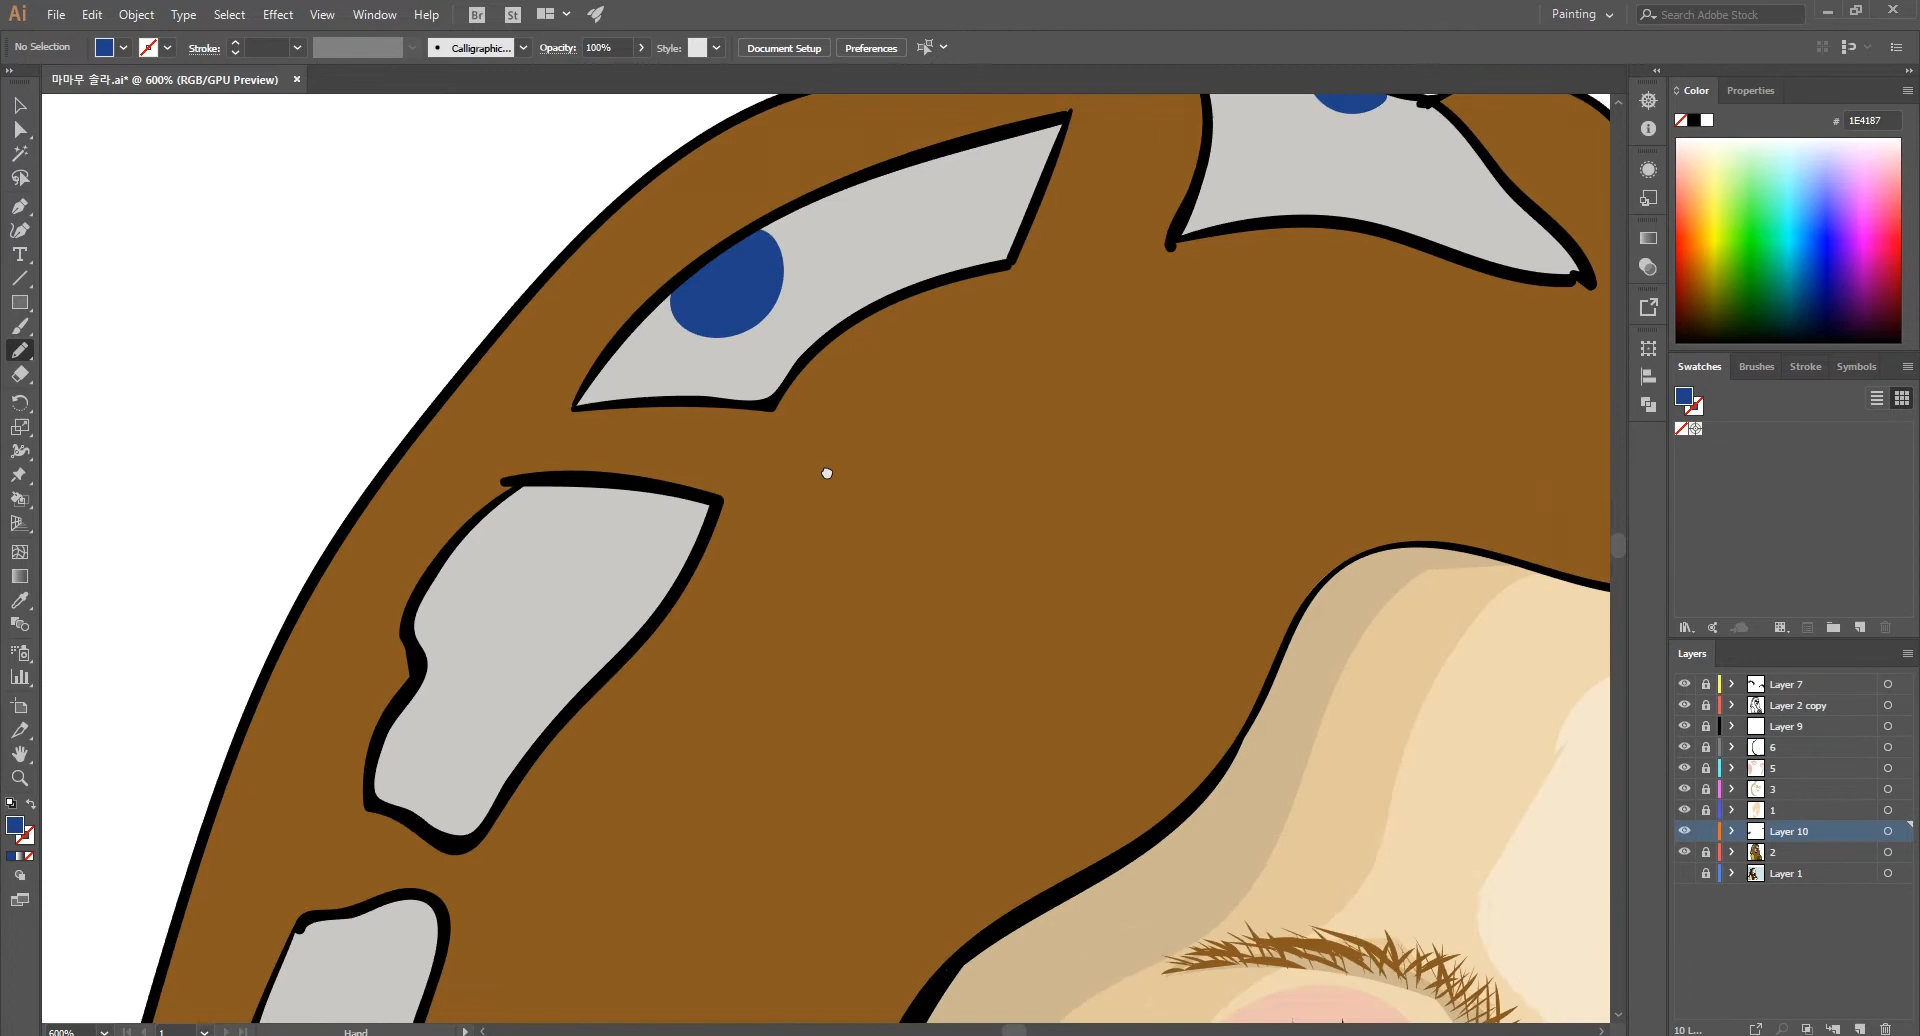 Ai File Edit Object Type Select Effect View Window Help Br St Painting Search Adobe Stock
No Selection Stroke: Calligraphic... Opacity: 100% Style: Document Setup Preferences
마마무 솔라.ai* @ 600% (RGB/GPU Preview)
Color Properties
# 1E4187
Swatches Brushes Stroke Symbols
Layers
Layer 7
Layer 2 copy
Layer 9
6
5
3
1
Layer 10
2
Layer 1
600% 1 Hand 10 L...